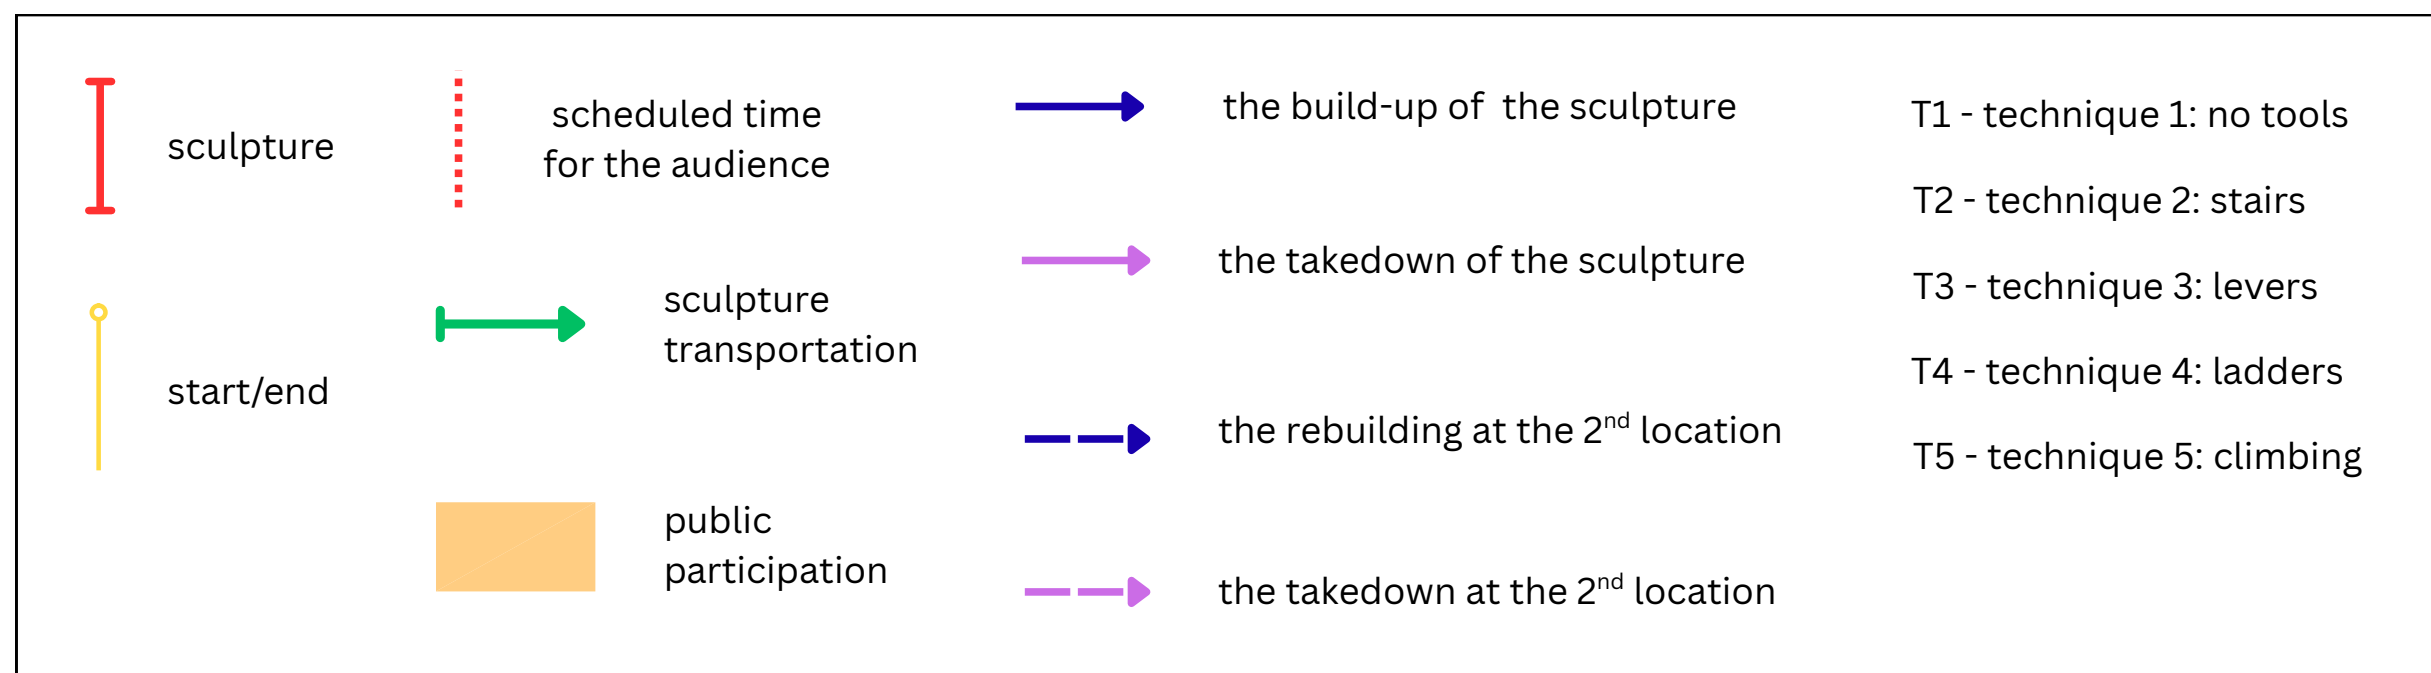 sculpture
start/end
scheduled time
for the audience
sculpture
transportation
public
participation
the build-up of  the sculpture
the takedown of the sculpture
the rebuilding at the 2nd location
the takedown at the 2nd location
T1 - technique 1: no tools
T2 - technique 2: stairs
T3 - technique 3: levers
T4 - technique 4: ladders
T5 - technique 5: climbing